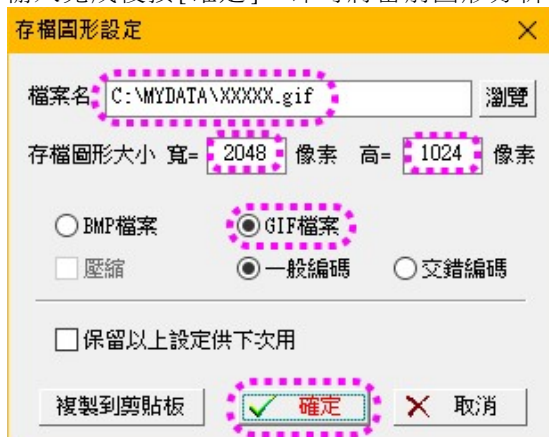 存檔圖形設定
檔案名 C:\MYDATA\XXXXX.gif 瀏覽
存檔圖形大小 寬= 2048 像素 高= 1024 像素
BMP檔案 GIF檔案
壓縮 一般編碼 交錯編碼
保留以上設定供下次用
複製到剪貼板 確定 取消